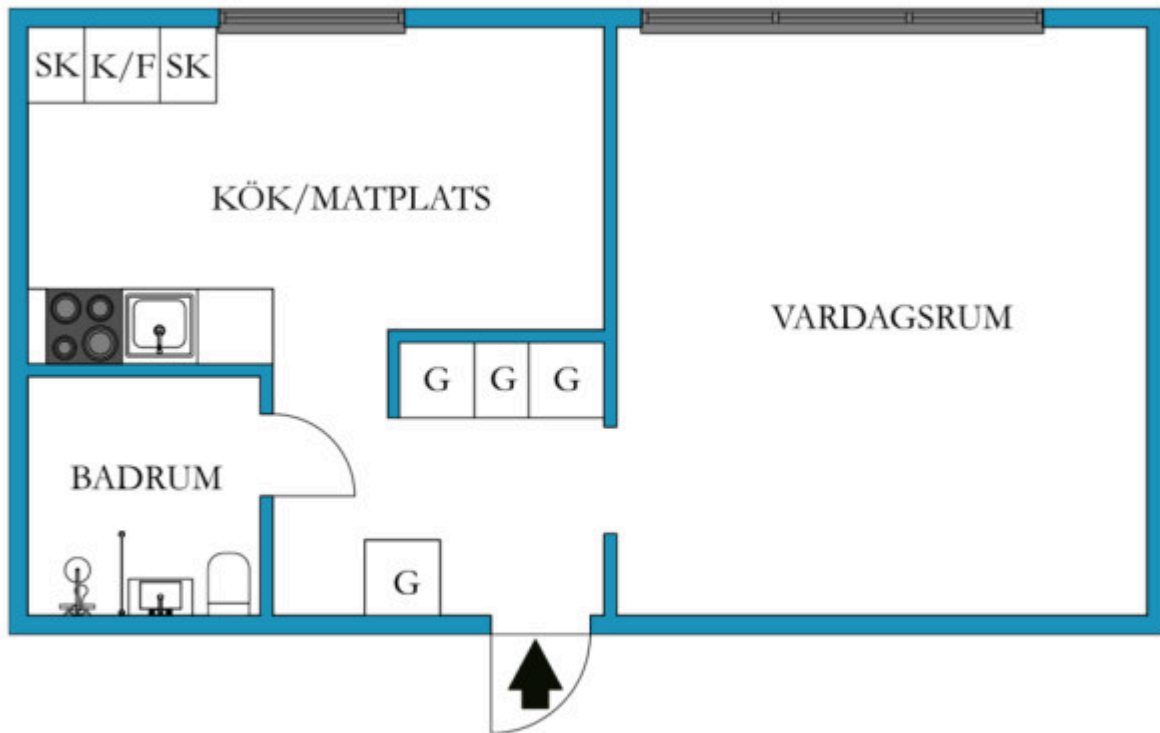 SK K/F SK
KÖK/MATPLATS
VARDAGSRUM
G G G
BADRUM
G